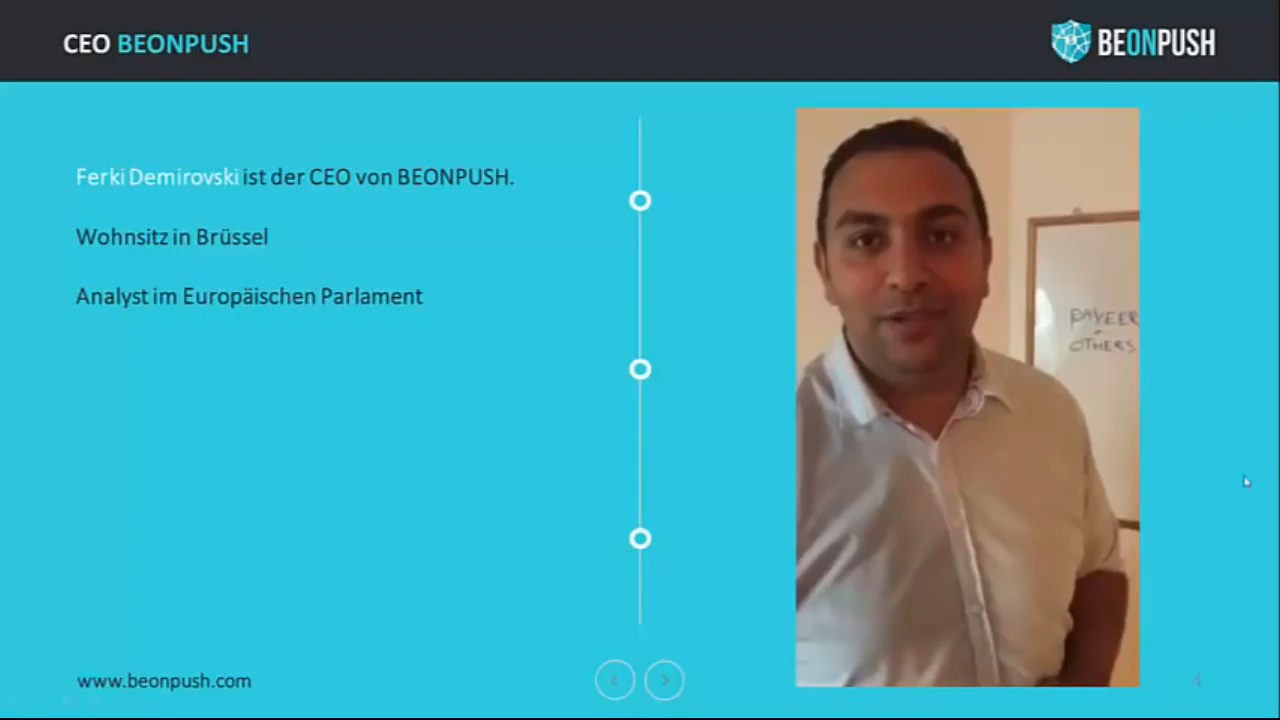 CEO BEONPUSH
BEONPUSH
Ferki Demirovski ist der CEO von BEONPUSH.
Wohnsitz in Brüssel
Analyst im Europäischen Parlament
PAYEER
OTHERS
www.beonpush.com
4